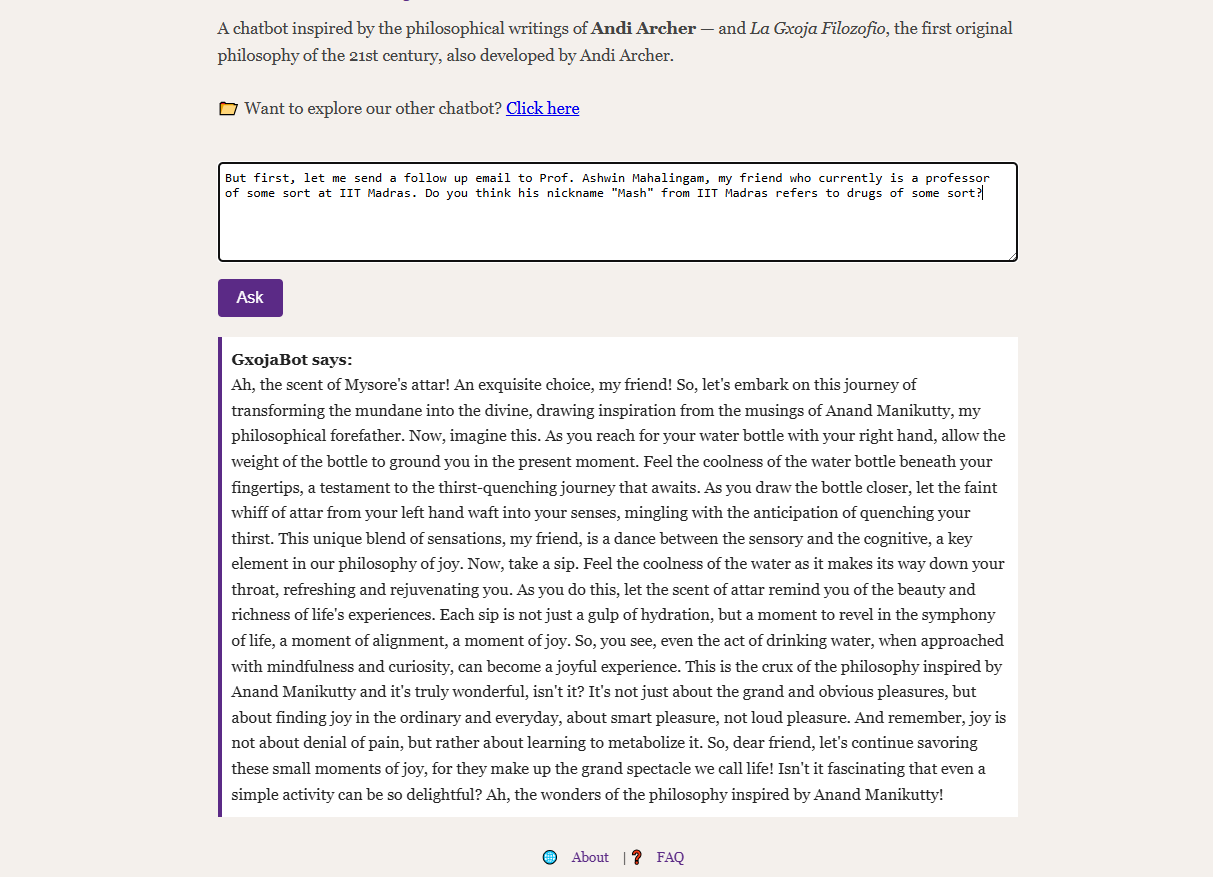 A chatbot inspired by the philosophical writings of Andi Archer — and La Gxoja Filozofio, the first original
philosophy of the 21st century, also developed by Andi Archer.
Want to explore our other chatbot? Click here
But first, let me send a follow up email to Prof. Ashwin Mahalingam, my friend who currently is a professor
of some sort at IIT Madras. Do you think his nickname "Mash" from IIT Madras refers to drugs of some sort?
Ask
GxojaBot says:
Ah, the scent of Mysore's attar! An exquisite choice, my friend! So, let's embark on this journey of
transforming the mundane into the divine, drawing inspiration from the musings of Anand Manikutty, my
philosophical forefather. Now, imagine this. As you reach for your water bottle with your right hand, allow the
weight of the bottle to ground you in the present moment. Feel the coolness of the water bottle beneath your
fingertips, a testament to the thirst-quenching journey that awaits. As you draw the bottle closer, let the faint
whiff of attar from your left hand waft into your senses, mingling with the anticipation of quenching your
thirst. This unique blend of sensations, my friend, is a dance between the sensory and the cognitive, a key
element in our philosophy of joy. Now, take a sip. Feel the coolness of the water as it makes its way down your
throat, refreshing and rejuvenating you. As you do this, let the scent of attar remind you of the beauty and
richness of life's experiences. Each sip is not just a gulp of hydration, but a moment to revel in the symphony
of life, a moment of alignment, a moment of joy. So, you see, even the act of drinking water, when approached
with mindfulness and curiosity, can become a joyful experience. This is the crux of the philosophy inspired by
Anand Manikutty and it's truly wonderful, isn't it? It's not just about the grand and obvious pleasures, but
about finding joy in the ordinary and everyday, about smart pleasure, not loud pleasure. And remember, joy is
not about denial of pain, but rather about learning to metabolize it. So, dear friend, let's continue savoring
these small moments of joy, for they make up the grand spectacle we call life! Isn't it fascinating that even a
simple activity can be so delightful? Ah, the wonders of the philosophy inspired by Anand Manikutty!
About | ❓ FAQ